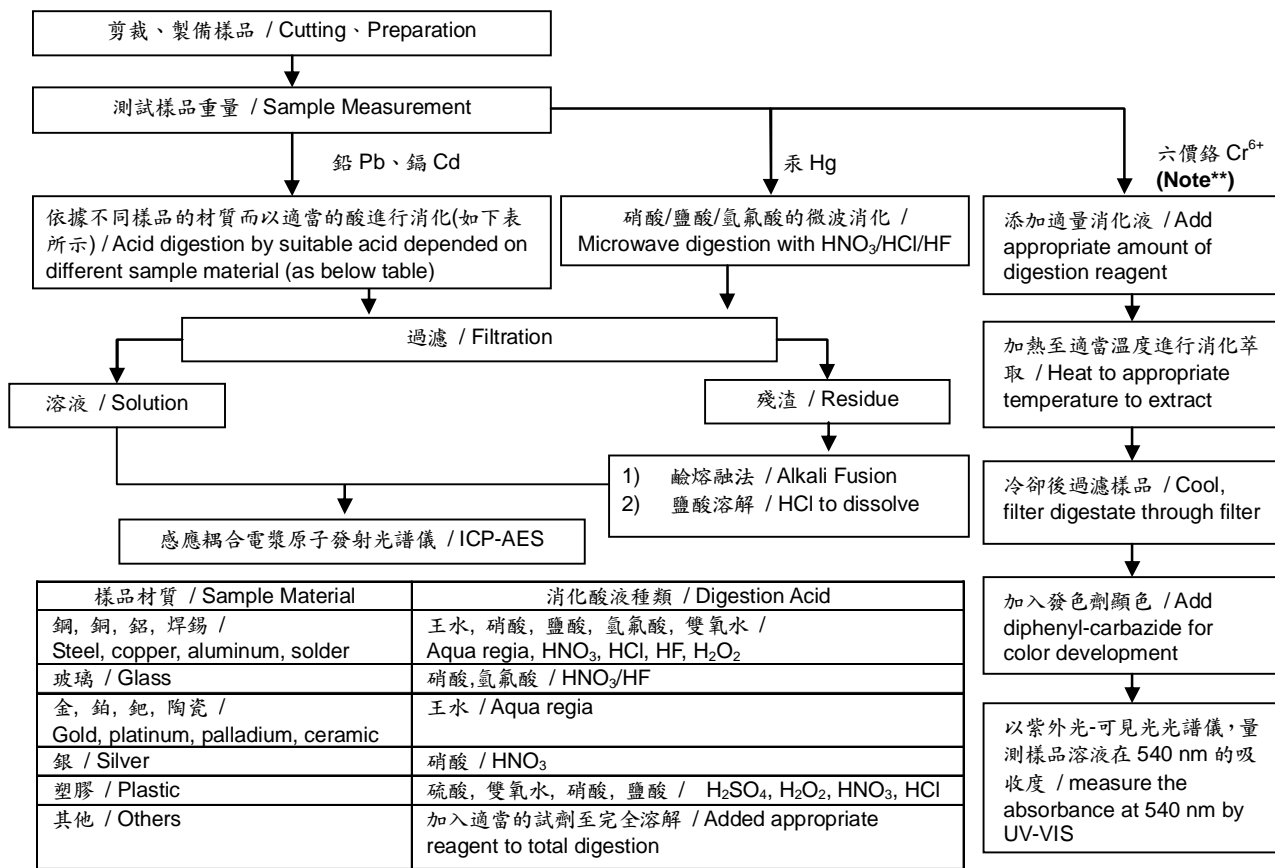 剪裁、製備樣品 / Cutting、Preparation
測試樣品重量 / Sample Measurement
鉛 Pb、鎘 Cd
汞 Hg
六價鉻 Cr⁶⁺
(Note**)
依據不同樣品的材質而以適當的酸進行消化(如下表
所示) / Acid digestion by suitable acid depended on
different sample material (as below table)
硝酸/鹽酸/氫氟酸的微波消化 /
Microwave digestion with HNO₃/HCl/HF
添加適量消化液 / Add
appropriate amount of
digestion reagent
過濾 / Filtration
加熱至適當溫度進行消化萃
取 / Heat to appropriate
temperature to extract
溶液 / Solution
殘渣 / Residue
1) 鹼熔融法 / Alkali Fusion
2) 鹽酸溶解 / HCl to dissolve
冷卻後過濾樣品 / Cool,
filter digestate through filter
感應耦合電漿原子發射光譜儀 / ICP-AES
加入發色劑顯色 / Add
diphenyl-carbazide for
color development
以紫外光-可見光光譜儀,量
測樣品溶液在 540 nm 的吸
收度 / measure the
absorbance at 540 nm by
UV-VIS
樣品材質 / Sample Material
消化酸液種類 / Digestion Acid
鋼, 銅, 鋁, 焊錫 /
Steel, copper, aluminum, solder
王水, 硝酸, 鹽酸, 氫氟酸, 雙氧水 /
Aqua regia, HNO₃, HCl, HF, H₂O₂
玻璃 / Glass
硝酸,氫氟酸 / HNO₃/HF
金, 鉑, 鈀, 陶瓷 /
Gold, platinum, palladium, ceramic
王水 / Aqua regia
銀 / Silver
硝酸 / HNO₃
塑膠 / Plastic
硫酸, 雙氧水, 硝酸, 鹽酸 / H₂SO₄, H₂O₂, HNO₃, HCl
其他 / Others
加入適當的試劑至完全溶解 / Added appropriate
reagent to total digestion